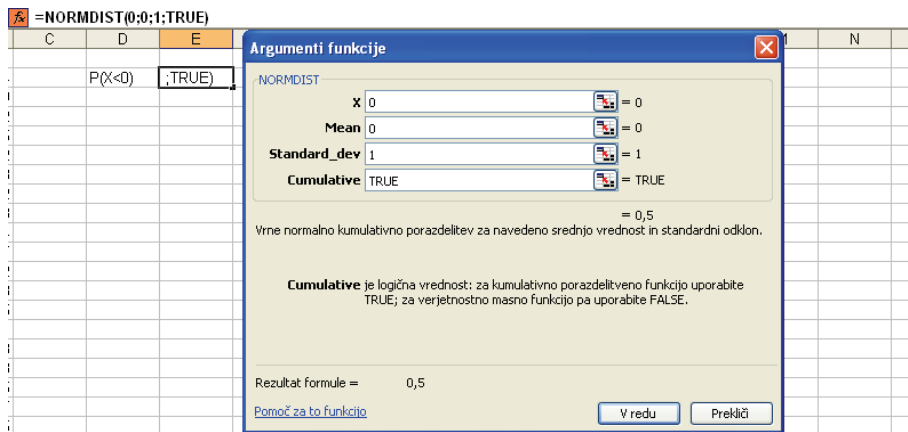 fx =NORMDIST(0;0;1;TRUE)
C D E N
P(X<0) ;TRUE)
Argumenti funkcije
NORMDIST
X 0 = 0
Mean 0 = 0
Standard_dev 1 = 1
Cumulative TRUE = TRUE
= 0,5
Vrne normalno kumulativno porazdelitev za navedeno srednjo vrednost in standardni odklon.
Cumulative je logična vrednost: za kumulativno porazdelitveno funkcijo uporabite
TRUE; za verjetnostno masno funkcijo pa uporabite FALSE.
Rezultat formule = 0,5
Pomoč za to funkcijo V redu Prekliči